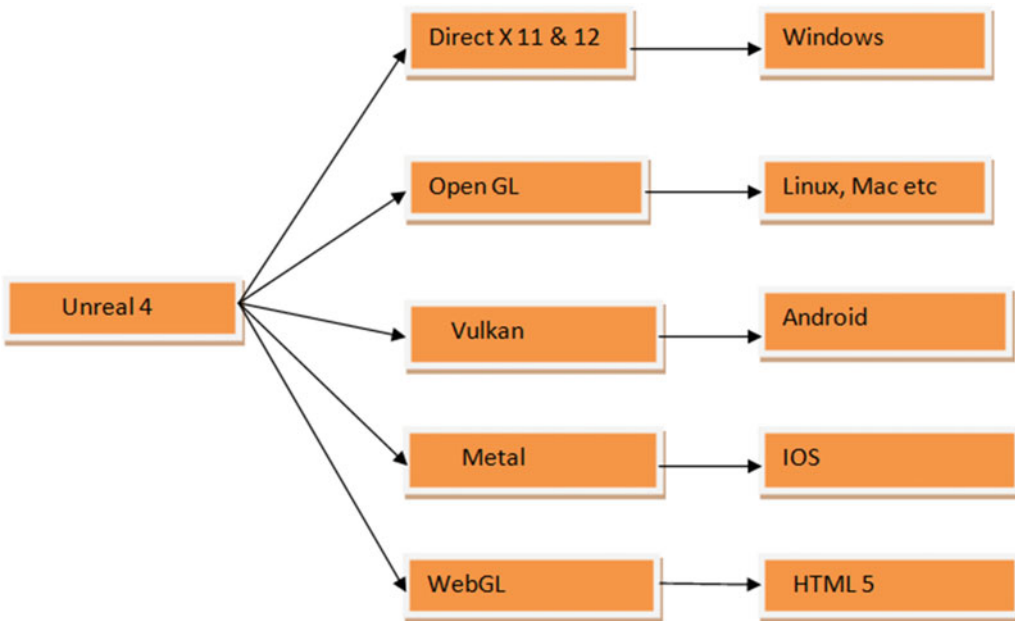 Direct X 11 & 12
Windows
Open GL
Linux, Mac etc
Unreal 4
Vulkan
Android
Metal
IOS
WebGL
HTML 5